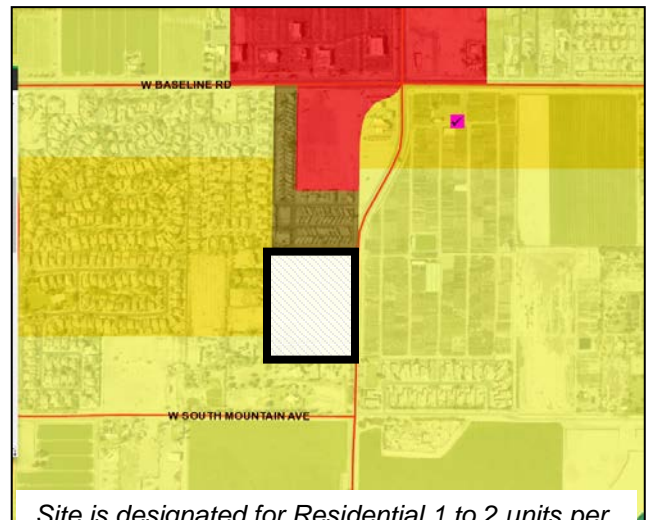 W BASELINE RD
W SOUTH MOUNTAIN AVE
Site is designated for Residential 1 to 2 units per